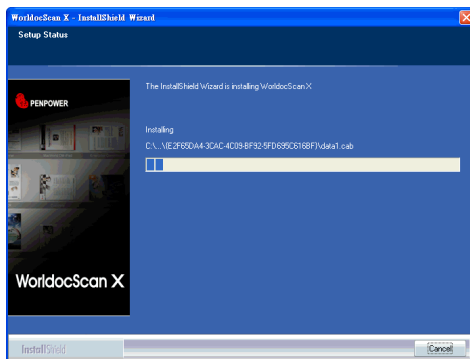 WorldocScan X - InstallShield Wizard
Setup Status
PENPOWER
The InstallShield Wizard is installing WorldocScan X
Installing
C:\...\{E2F65DA4-3CAC-4C09-BF92-5FD695C616BF}\data1.cab
WorldocScan X
InstallShield
Cancel